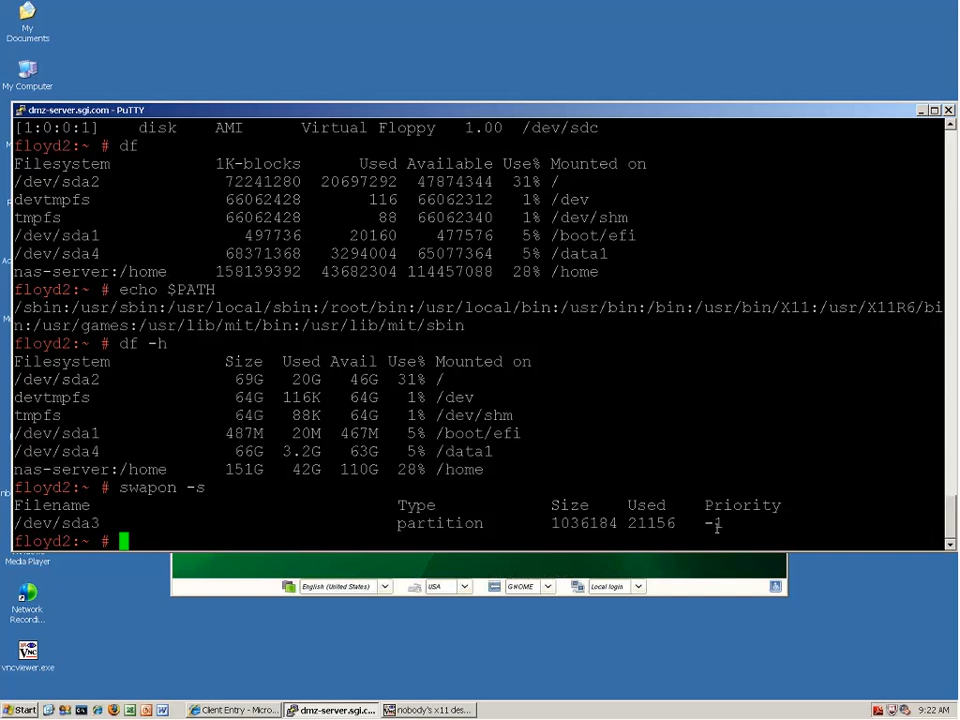 My
Documents
My Computer
dmz-server.sgi.com - PuTTY
[1:0:0:1] disk AMI Virtual Floppy 1.00 /dev/sdc
floyd2:~ # df
Filesystem 1K-blocks Used Available Use% Mounted on
/dev/sda2 72241280 20697292 47874344 31% /
devtmpfs 66062428 116 66062312 1% /dev
tmpfs 66062428 88 66062340 1% /dev/shm
/dev/sda1 497736 20160 477576 5% /boot/efi
/dev/sda4 68371368 3294004 65077364 5% /data1
nas-server:/home 158139392 43682304 114457088 28% /home
floyd2:~ # echo $PATH
/sbin:/usr/sbin:/usr/local/sbin:/root/bin:/usr/local/bin:/usr/bin:/bin:/usr/bin/X11:/usr/X11R6/bi
n:/usr/games:/usr/lib/mit/bin:/usr/lib/mit/sbin
floyd2:~ # df -h
Filesystem Size Used Avail Use% Mounted on
/dev/sda2 69G 20G 46G 31% /
devtmpfs 64G 116K 64G 1% /dev
tmpfs 64G 88K 64G 1% /dev/shm
/dev/sda1 487M 20M 467M 5% /boot/efi
/dev/sda4 66G 3.2G 63G 5% /data1
nas-server:/home 151G 42G 110G 28% /home
floyd2:~ # swapon -s
Filename Type Size Used Priority
/dev/sda3 partition 1036184 21156 -1
floyd2:~ #
Media Player
English (United States) USA GNOME Local login
Network
Recordi...
vncviewer.exe
Start Client Entry - Micro... dmz-server.sgi.com... nobody's x11 des... 9:22 AM